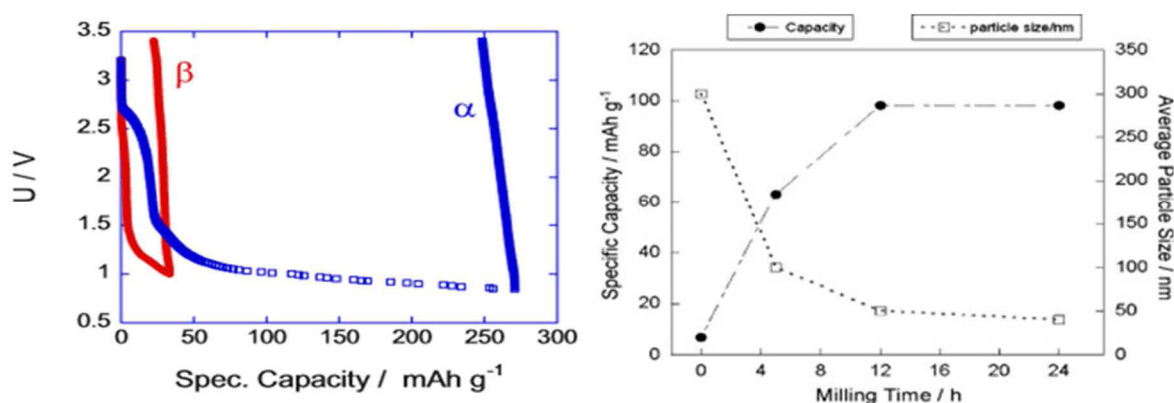 3.5
3
2.5
2
1.5
1
0.5
U / V
β
α
0 50 100 150 200 250 300
Spec. Capacity / mAh g-1
Capacity
particle size/nm
120
100
80
60
40
20
0
Specific Capacity / mAh g-1
350
300
250
200
150
100
50
0
Average Particle
Size / nm
0 4 8 12 16 20 24
Milling Time / h